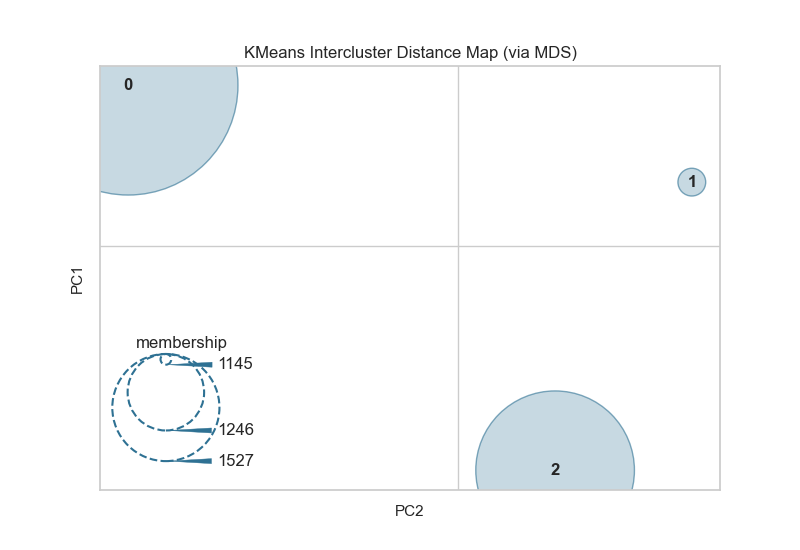 KMeans Intercluster Distance Map (via MDS)
0
1
PC1
membership
1145
1246
1527
2
PC2